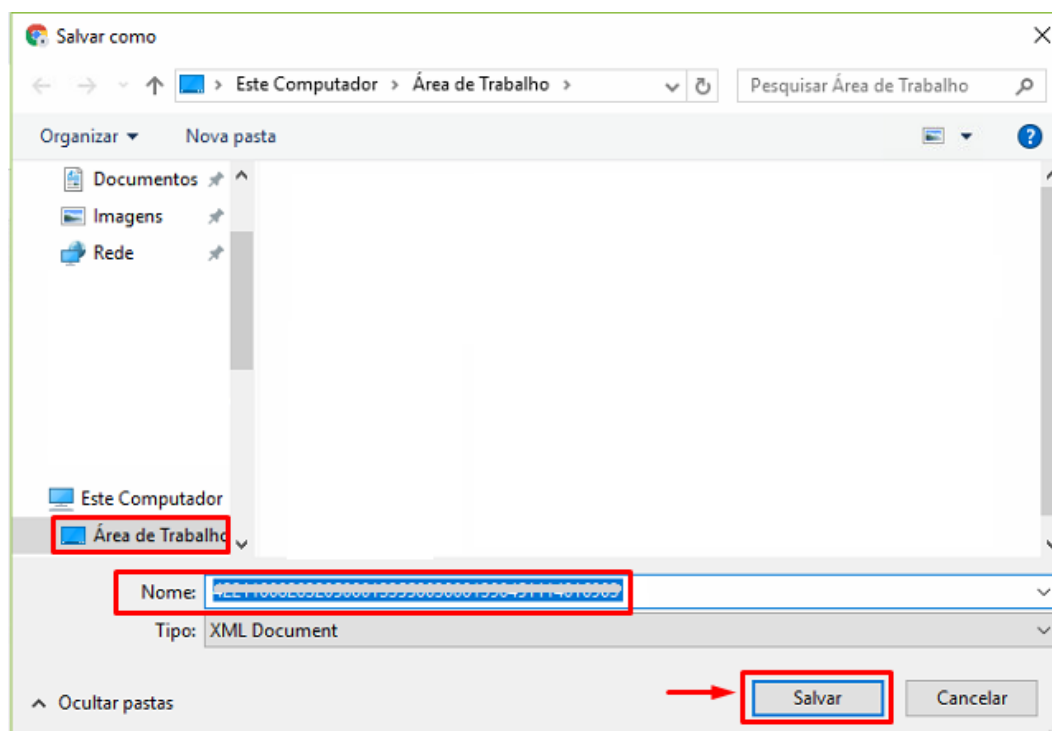 Salvar como
Este Computador > Área de Trabalho >
Pesquisar Área de Trabalho
Organizar
Nova pasta
Documentos
Imagens
Rede
Este Computador
Área de Trabalho
Nome:
Tipo: XML Document
Ocultar pastas
Salvar
Cancelar